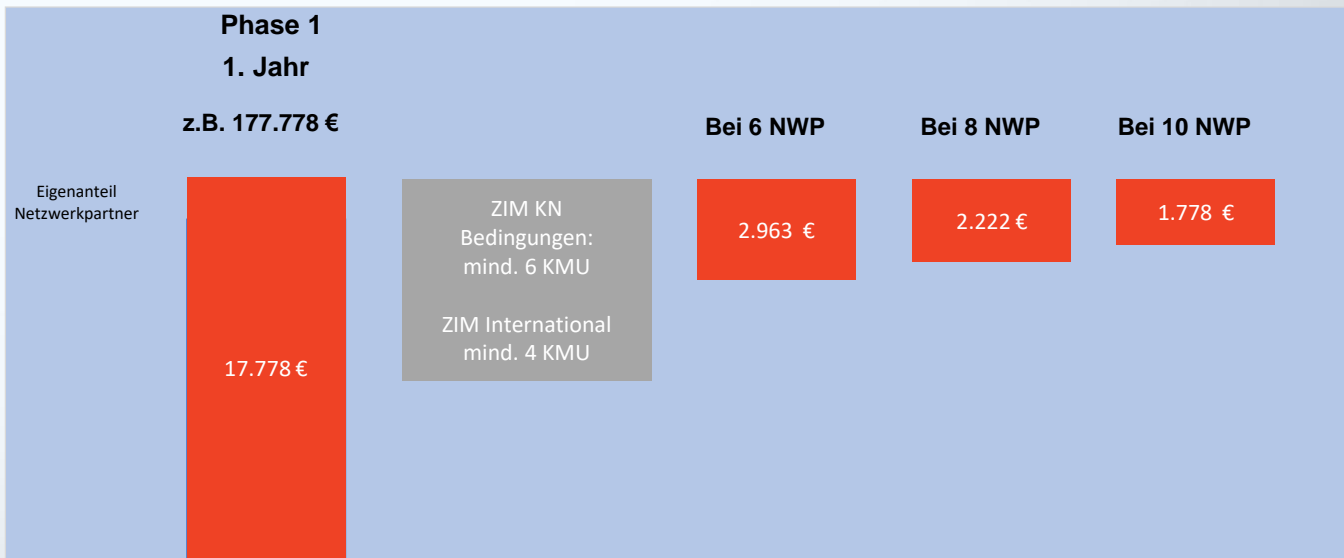 Phase 1
1. Jahr
z.B. 177.778 €
Bei 6 NWP
Bei 8 NWP
Bei 10 NWP
Eigenanteil
Netzwerkpartner
17.778 €
ZIM KN
Bedingungen:
mind. 6 KMU
ZIM International
mind. 4 KMU
2.963 €
2.222 €
1.778 €